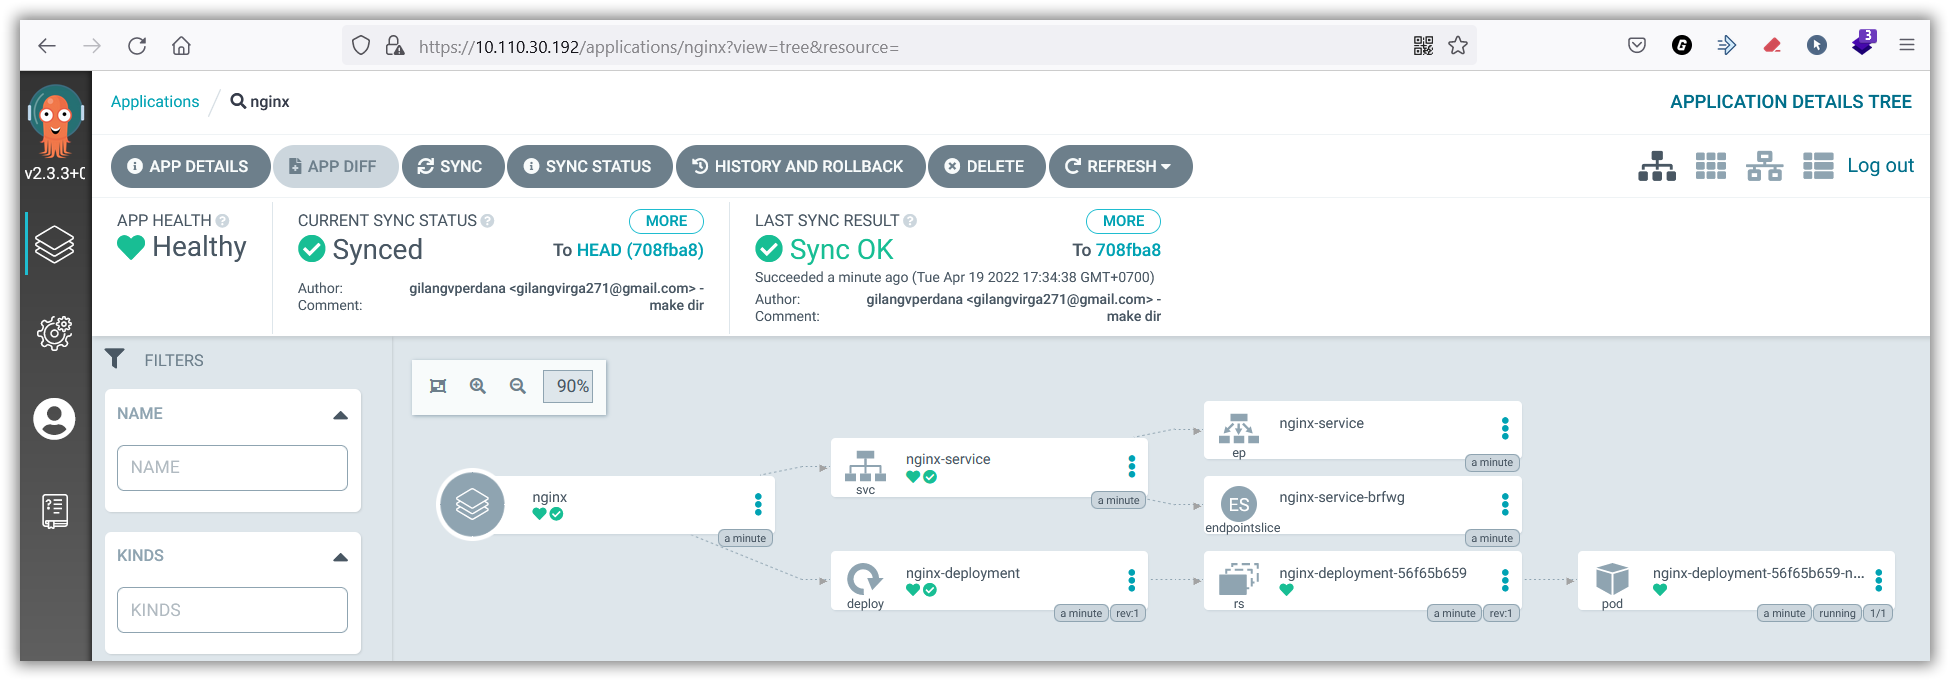 https://10.110.30.192/applications/nginx?view=tree&resource=
3
v2.3.3+0
Applications / nginx
APPLICATION DETAILS TREE
APP DETAILS
APP DIFF
SYNC
SYNC STATUS
HISTORY AND ROLLBACK
DELETE
REFRESH
Log out
APP HEALTH
Healthy
CURRENT SYNC STATUS
MORE
Synced
To HEAD (708fba8)
Author: gilangvperdana <gilangvirga271@gmail.com> -
Comment: make dir
LAST SYNC RESULT
MORE
Sync OK
To 708fba8
Succeeded a minute ago (Tue Apr 19 2022 17:34:38 GMT+0700)
Author: gilangvperdana <gilangvirga271@gmail.com> -
Comment: make dir
FILTERS
NAME
NAME
KINDS
KINDS
90%
nginx
a minute
nginx-service
svc
a minute
nginx-deployment
deploy
a minute rev:1
nginx-service
ep
a minute
ES
nginx-service-brfwg
endpointslice
a minute
nginx-deployment-56f65b659
rs
a minute rev:1
nginx-deployment-56f65b659-n...
pod
a minute running 1/1